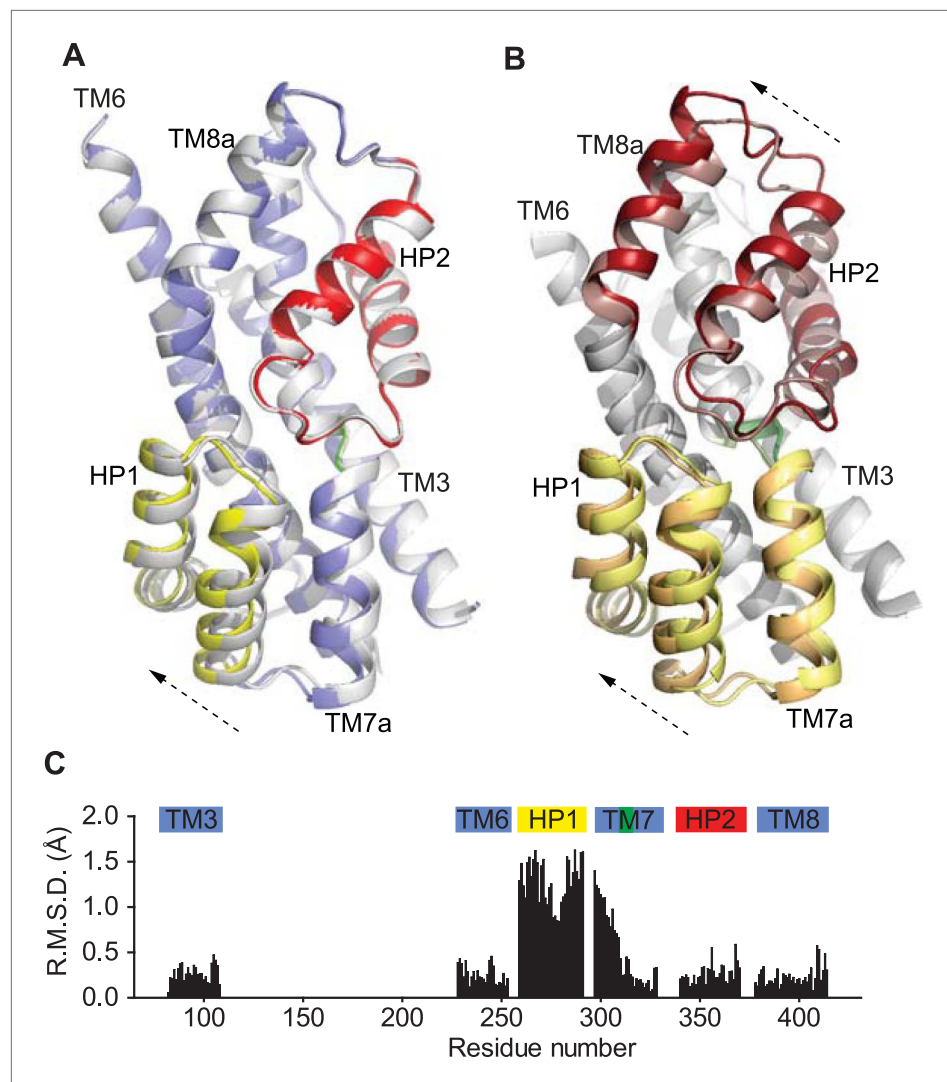 A
TM6
TM8a
HP2
HP1
TM3
TM7a
B
TM8a
TM6
HP2
HP1
TM3
TM7a
C
TM3 TM6 HP1 TM7 HP2 TM8
R.M.S.D. (Å)
2.0
1.5
1.0
0.5
0.0
100 150 200 250 300 350 400
Residue number